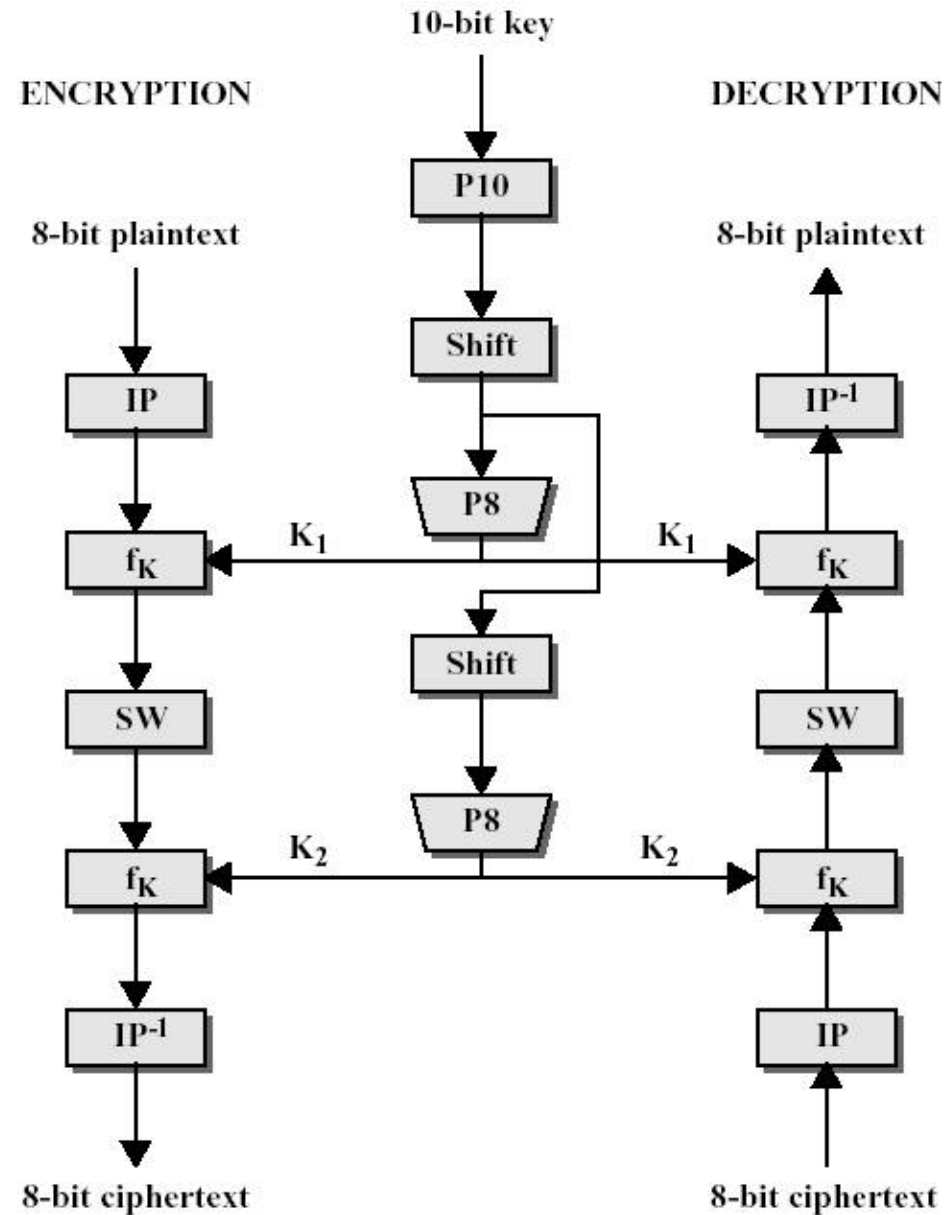 10-bit key
ENCRYPTION
DECRYPTION
P10
8-bit plaintext
8-bit plaintext
Shift
IP
IP-1
P8
K1
K1
fK
fK
Shift
SW
SW
P8
K2
K2
fK
fK
IP-1
IP
8-bit ciphertext
8-bit ciphertext